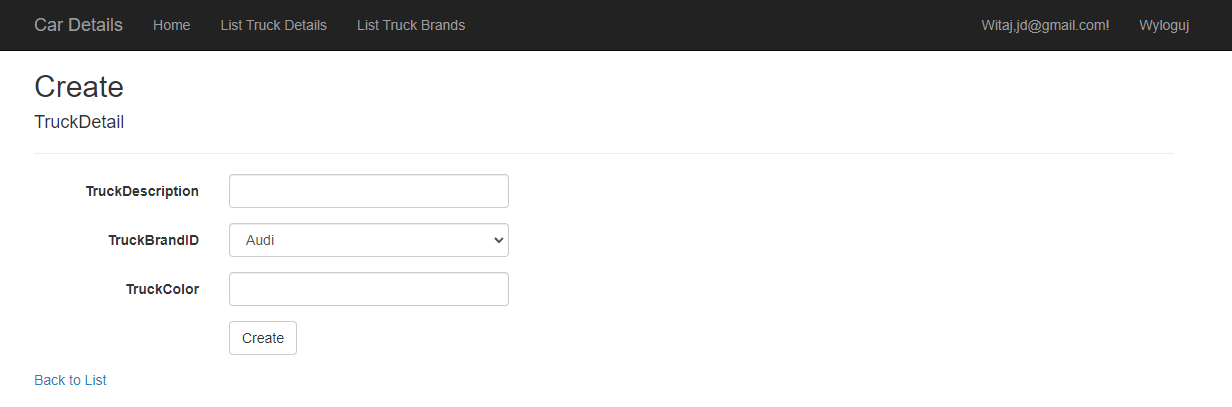 Car Details Home List Truck Details List Truck Brands Witaj,jd@gmail.com! Wyloguj
Create
TruckDetail
TruckDescription
TruckBrandID Audi
TruckColor
Create
Back to List